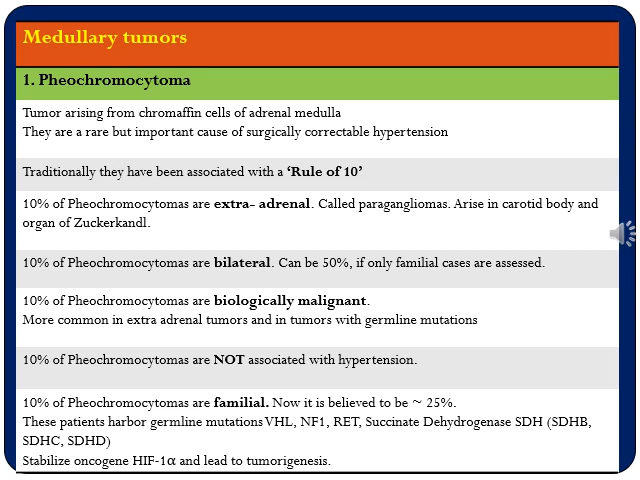 Medullary tumors
1. Pheochromocytoma
Tumor arising from chromaffin cells of adrenal medulla
They are a rare but important cause of surgically correctable hypertension
Traditionally they have been associated with a ‘Rule of 10’
10% of Pheochromocytomas are extra- adrenal. Called paragangliomas. Arise in carotid body and
organ of Zuckerkandl.
10% of Pheochromocytomas are bilateral. Can be 50%, if only familial cases are assessed.
10% of Pheochromocytomas are biologically malignant.
More common in extra adrenal tumors and in tumors with germline mutations
10% of Pheochromocytomas are NOT associated with hypertension.
10% of Pheochromocytomas are familial. Now it is believed to be ~ 25%.
These patients harbor germline mutations VHL, NF1, RET, Succinate Dehydrogenase SDH (SDHB,
SDHC, SDHD)
Stabilize oncogene HIF-1α and lead to tumorigenesis.